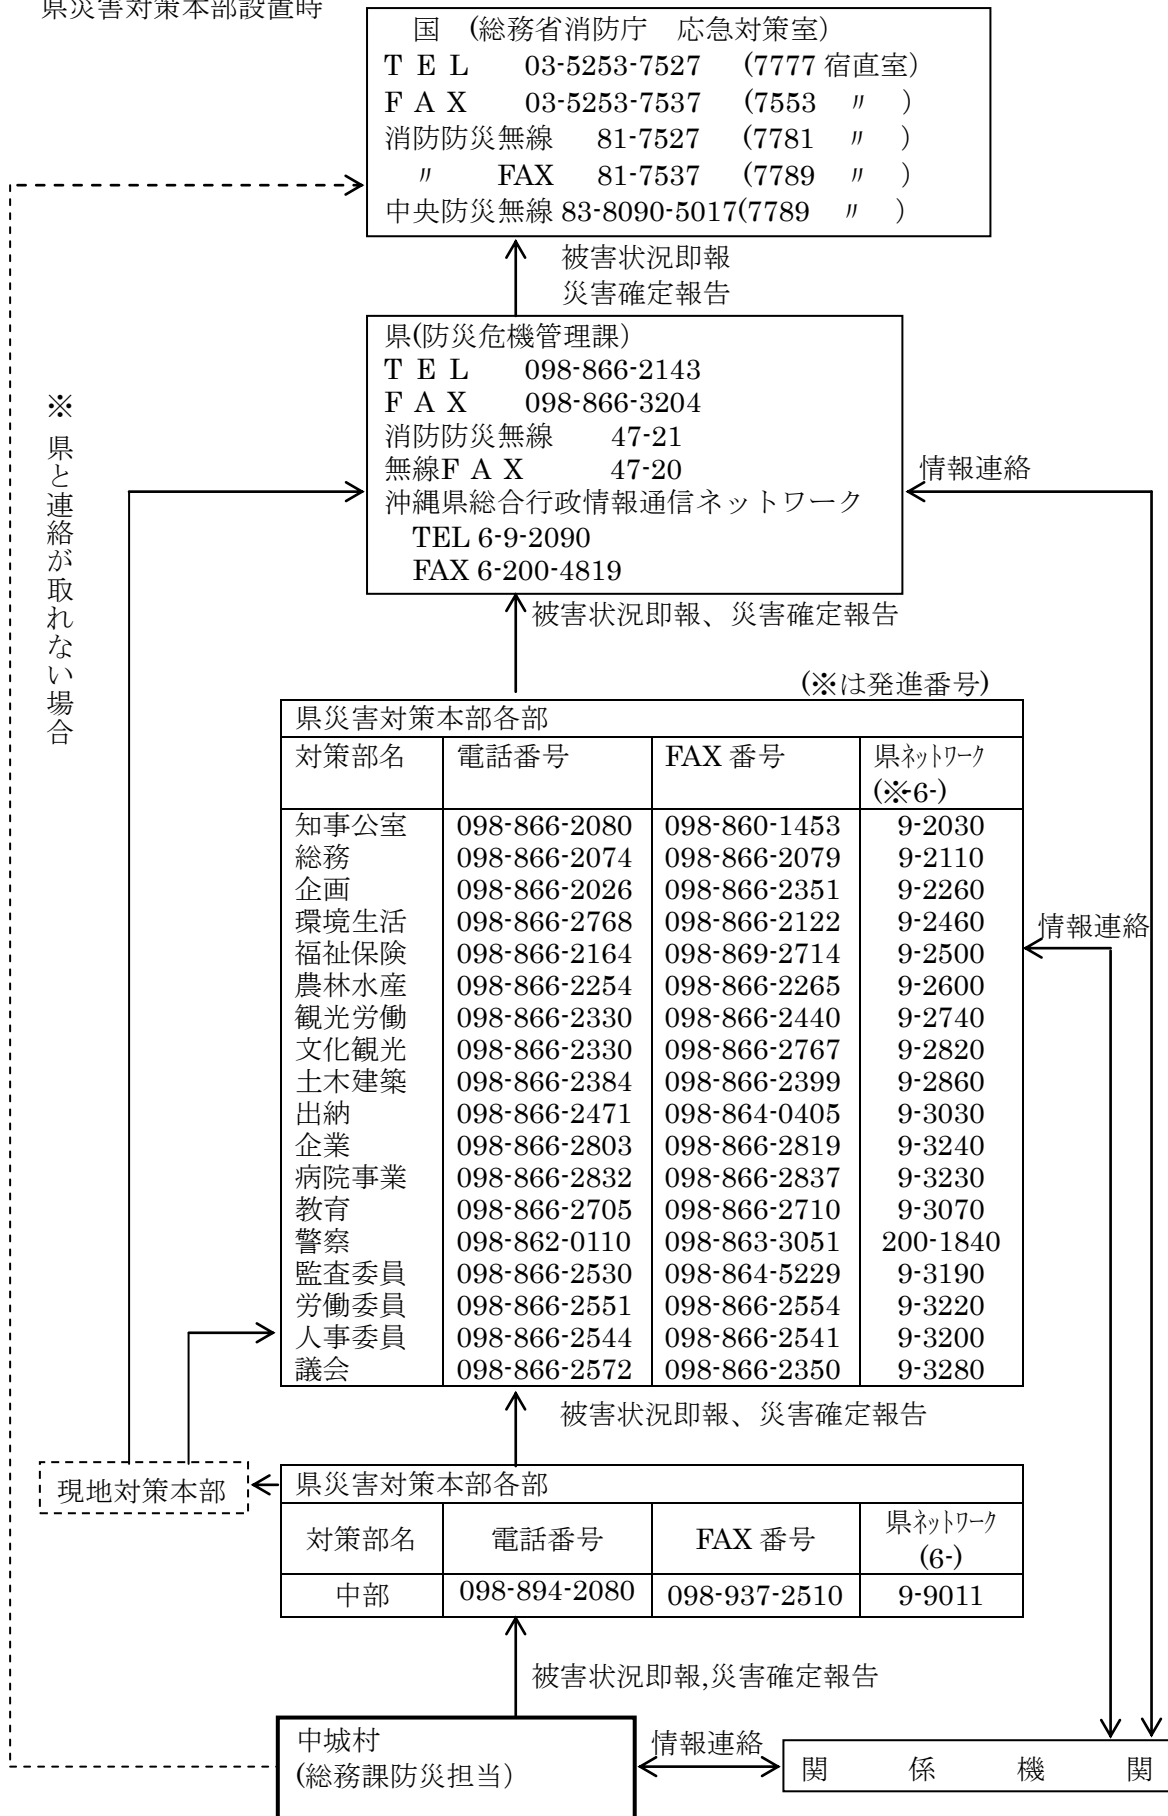 県災害対策本部設置時
国 (総務省消防庁 応急対策室)
T E L 03-5253-7527 (7777 宿直室)
F A X 03-5253-7537 (7553 〃 )
消防防災無線 81-7527 (7781 〃 )
〃 FAX 81-7537 (7789 〃 )
中央防災無線 83-8090-5017(7789 〃 )
被害状況即報
災害確定報告
県(防災危機管理課)
T E L 098-866-2143
F A X 098-866-3204
消防防災無線 47-21
無線F A X 47-20
沖縄県総合行政情報通信ネットワーク
TEL 6-9-2090
FAX 6-200-4819
情報連絡
※ 県と連絡が取れない場合
被害状況即報、災害確定報告
(※は発進番号)
県災害対策本部各部
対策部名 電話番号 FAX 番号 県ネットワーク
(※6-)
知事公室 098-866-2080 098-860-1453 9-2030
総務 098-866-2074 098-866-2079 9-2110
企画 098-866-2026 098-866-2351 9-2260
環境生活 098-866-2768 098-866-2122 9-2460
福祉保険 098-866-2164 098-869-2714 9-2500
農林水産 098-866-2254 098-866-2265 9-2600
観光労働 098-866-2330 098-866-2440 9-2740
文化観光 098-866-2330 098-866-2767 9-2820
土木建築 098-866-2384 098-866-2399 9-2860
出納 098-866-2471 098-864-0405 9-3030
企業 098-866-2803 098-866-2819 9-3240
病院事業 098-866-2832 098-866-2837 9-3230
教育 098-866-2705 098-866-2710 9-3070
警察 098-862-0110 098-863-3051 200-1840
監査委員 098-866-2530 098-864-5229 9-3190
労働委員 098-866-2551 098-866-2554 9-3220
人事委員 098-866-2544 098-866-2541 9-3200
議会 098-866-2572 098-866-2350 9-3280
情報連絡
被害状況即報、災害確定報告
現地対策本部
県災害対策本部各部
対策部名 電話番号 FAX 番号 県ネットワーク
(6-)
中部 098-894-2080 098-937-2510 9-9011
被害状況即報,災害確定報告
中城村
(総務課防災担当)
情報連絡
関 係 機 関